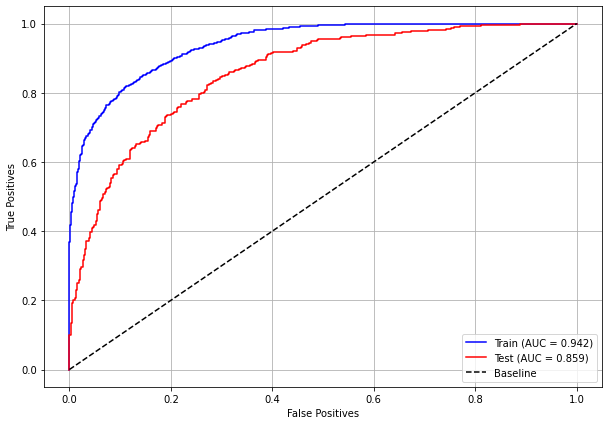 1.0
0.8
0.6
0.4
0.2
0.0
True Positives
0.0 0.2 0.4 0.6 0.8 1.0
False Positives
Train (AUC = 0.942)
Test (AUC = 0.859)
Baseline